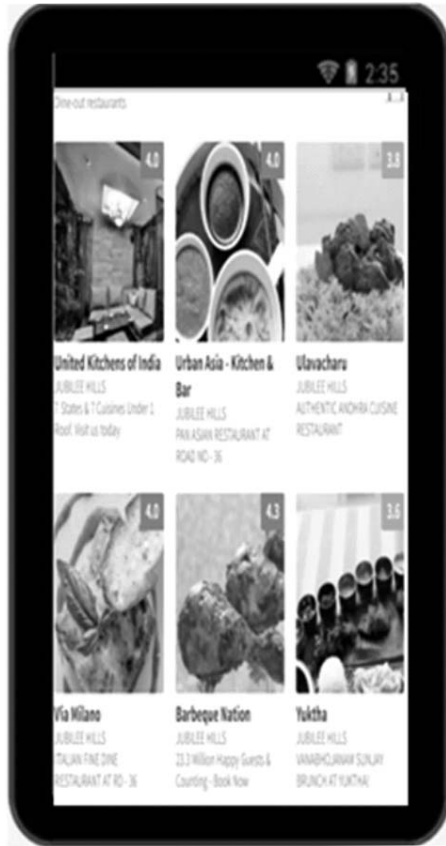 2:35
Dine-out restaurants
4.0
4.0
3.8
United Kitchens of India
JUBILEE HILLS
7 States & 7 Cuisines Under 1
Roof. Visit us today
Urban Asia - Kitchen &
Bar
JUBILEE HILLS
PAN ASIAN RESTAURANT AT
ROAD NO - 36
Ulavacharu
JUBILEE HILLS
AUTHENTIC ANDHRA CUISINE
RESTAURANT
4.0
4.3
3.6
Via Milano
JUBILEE HILLS
ITALIAN FINE DINE
RESTAURANT AT RD - 36
Barbeque Nation
JUBILEE HILLS
23.3 Million Happy Guests &
Counting - Book Now
Yuktha
JUBILEE HILLS
VANABHOJANAM SUNJAY
BRUNCH AT YUKTHA!